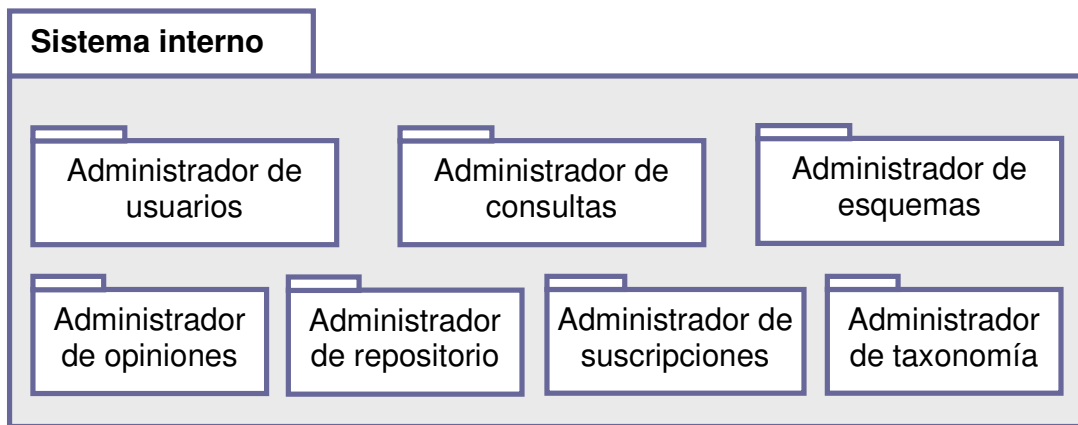 Sistema interno
Administrador de
usuarios
Administrador de
consultas
Administrador de
esquemas
Administrador
de opiniones
Administrador
de repositorio
Administrador de
suscripciones
Administrador
de taxonomía